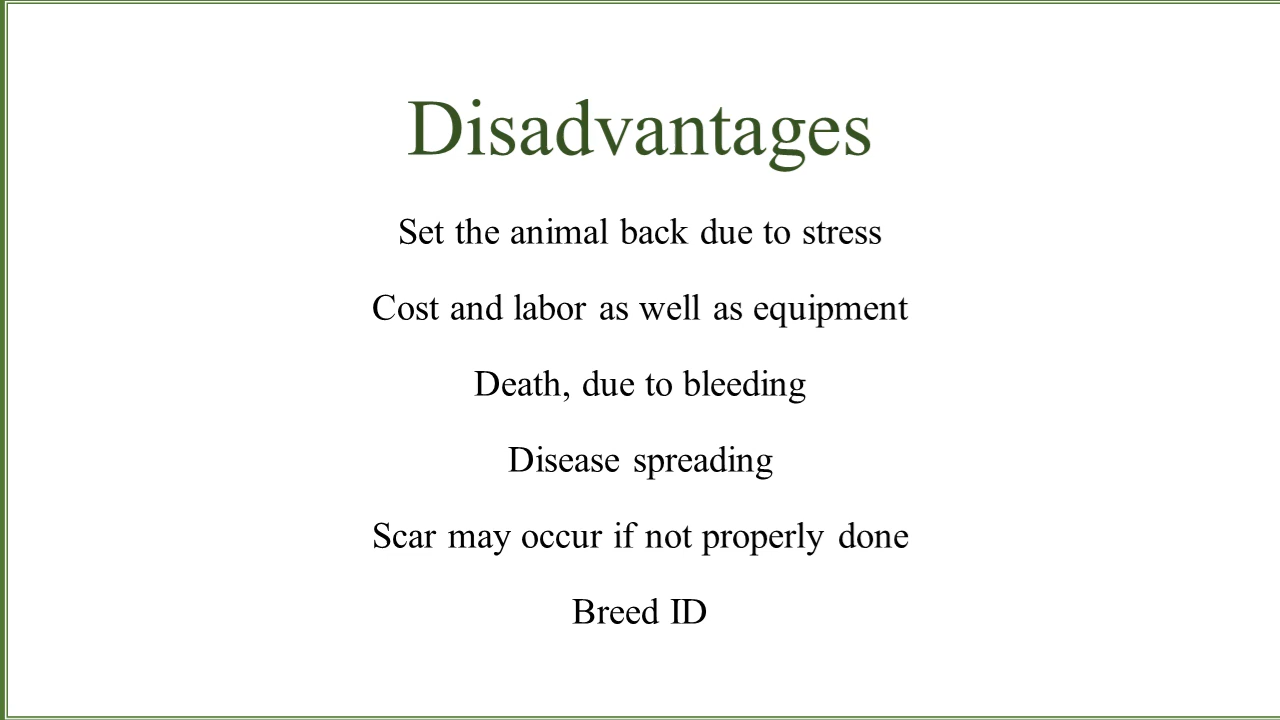 Disadvantages
Set the animal back due to stress
Cost and labor as well as equipment
Death, due to bleeding
Disease spreading
Scar may occur if not properly done
Breed ID